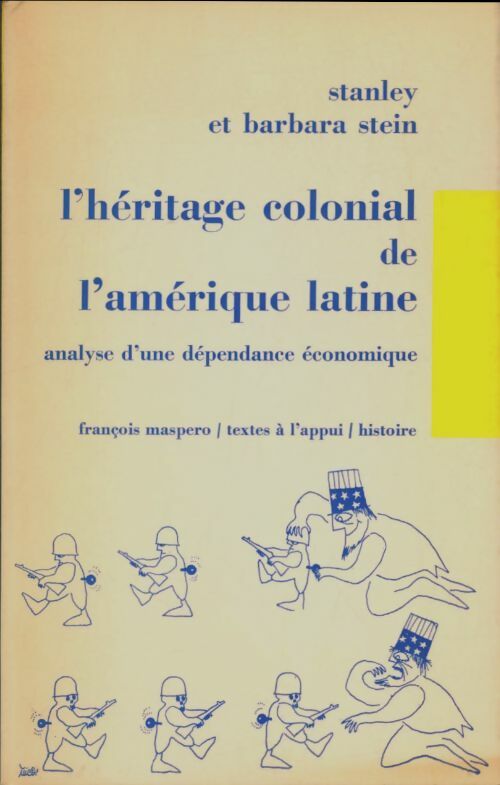 stanley
et barbara stein
l'héritage colonial
de
l'amérique latine
analyse d'une dépendance économique
françois maspero / textes à l'appui / histoire